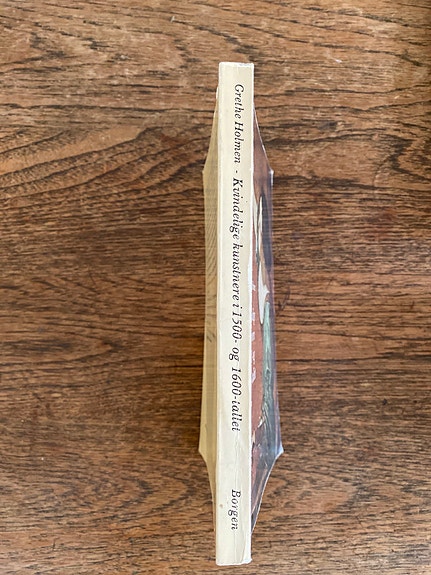 Grethe Holmen - Kvindelige kunstnere i 1500- og 1600-tallet
Borgen